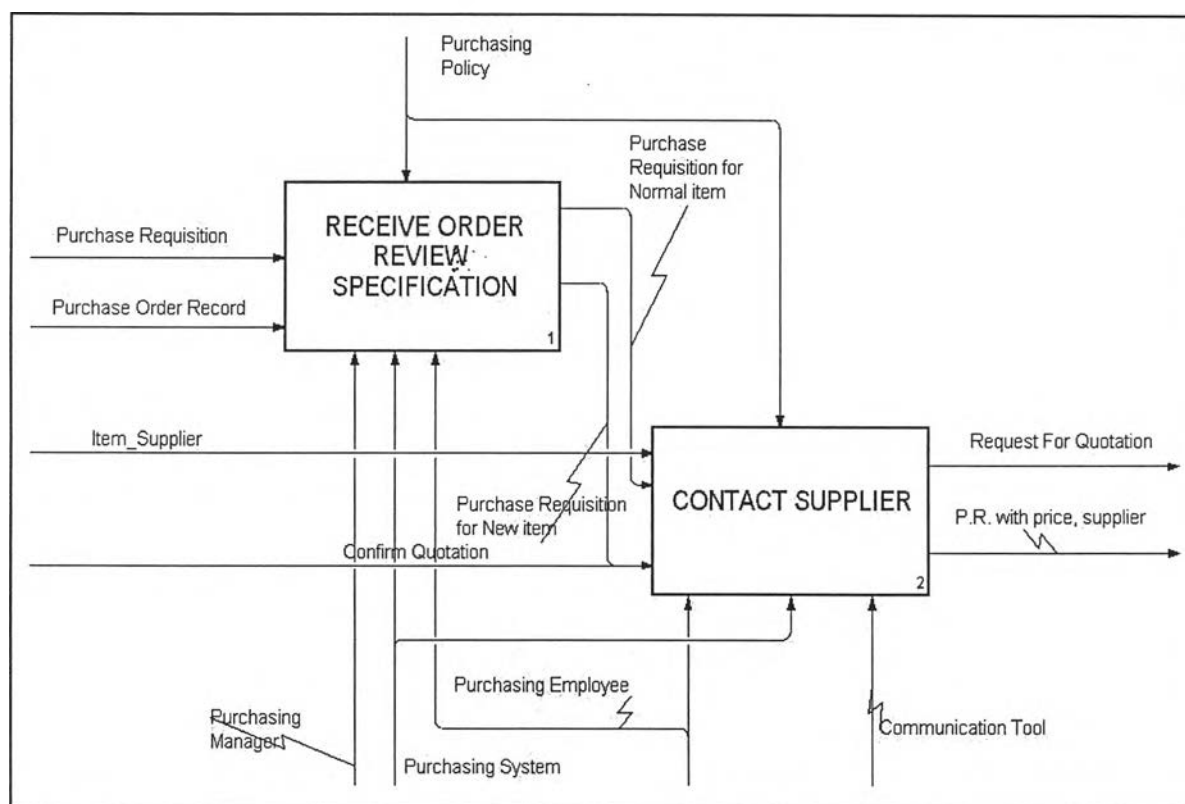 Purchasing
Policy
Purchase
Requisition for
Normal item
RECEIVE ORDER
REVIEW
SPECIFICATION
1
Purchase Requisition
Purchase Order Record
Item_Supplier
Purchase Requisition
for New item
Confirm Quotation
CONTACT SUPPLIER
2
Request For Quotation
P.R. with price, supplier
Purchasing Employee
Purchasing
Manager
Purchasing System
Communication Tool